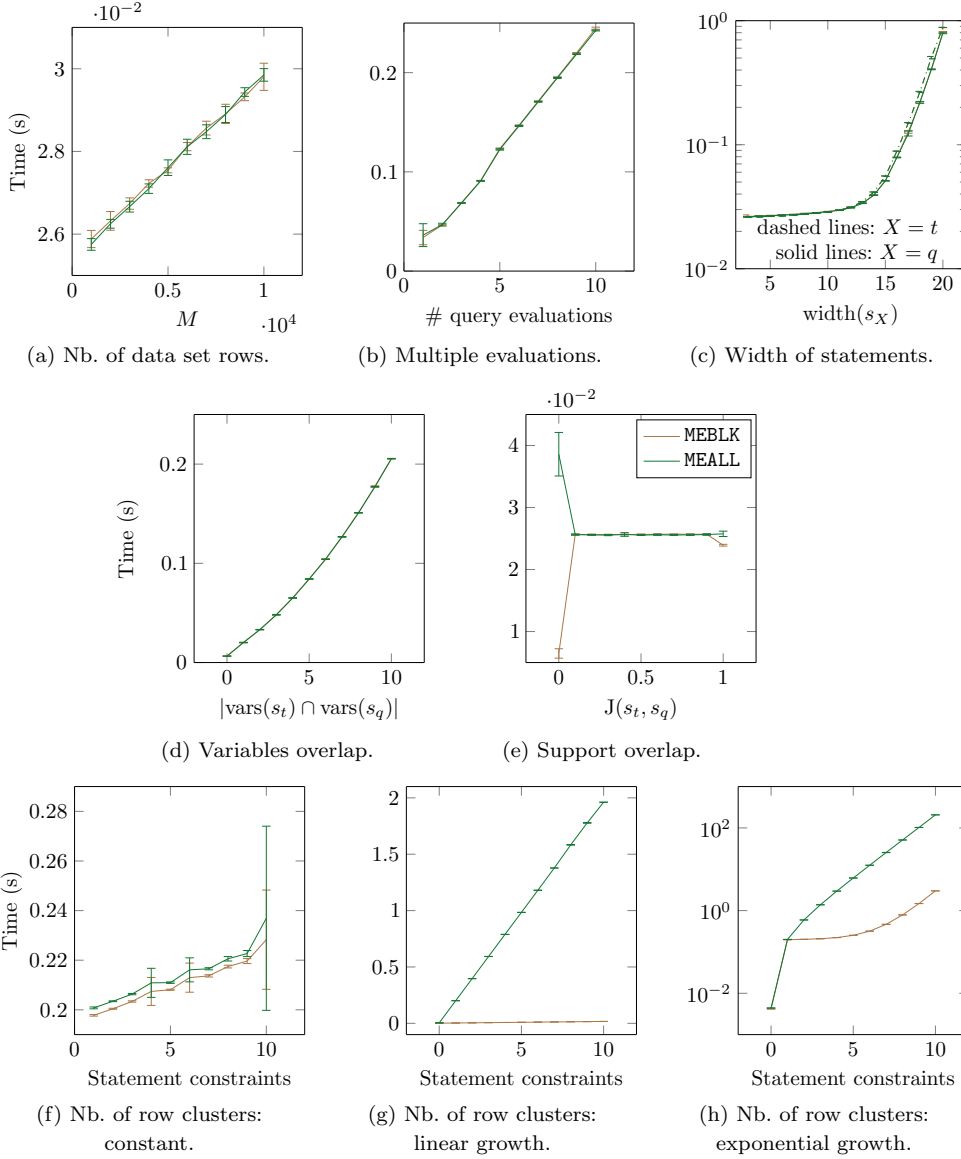 ·10⁻²
3
2.8
2.6
Time (s)
0 0.5 1
M
·10⁴
(a) Nb. of data set rows.
0.2
0.1
0
0 5 10
# query evaluations
(b) Multiple evaluations.
10⁰
10⁻¹
10⁻²
dashed lines: X = t
solid lines: X = q
5 10 15 20
width(s_X)
(c) Width of statements.
0.2
0.1
0
Time (s)
0 5 10
|vars(s_t) ∩ vars(s_q)|
(d) Variables overlap.
·10⁻²
4
3
2
1
MEBLK
MEALL
0 0.5 1
J(s_t, s_q)
(e) Support overlap.
0.28
0.26
0.24
0.22
0.2
Time (s)
0 5 10
Statement constraints
(f) Nb. of row clusters:
constant.
2
1.5
1
0.5
0
0 5 10
Statement constraints
(g) Nb. of row clusters:
linear growth.
10²
10⁰
10⁻²
0 5 10
Statement constraints
(h) Nb. of row clusters:
exponential growth.